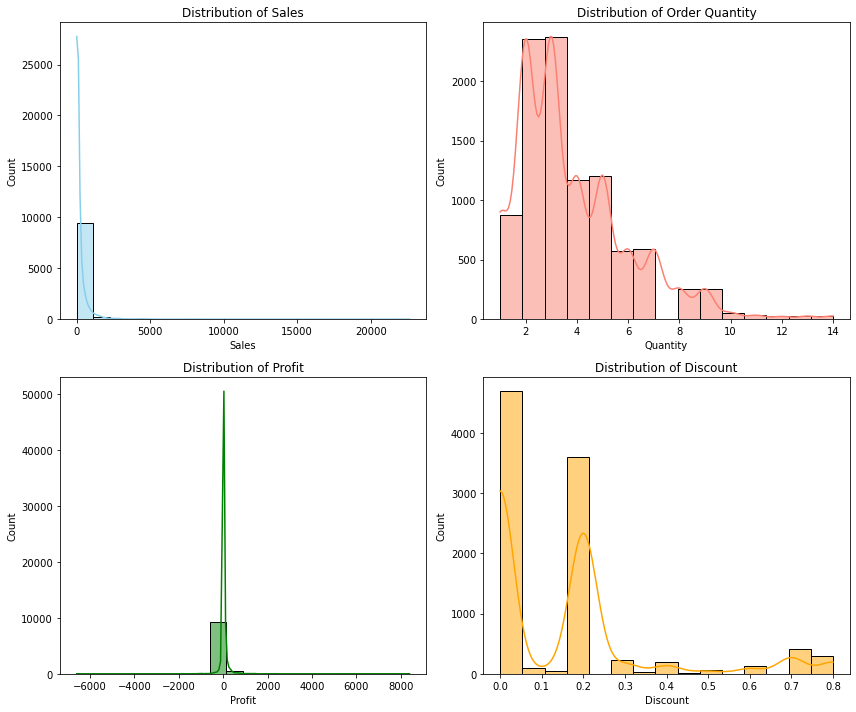 Distribution of Sales
Count
25000
20000
15000
10000
5000
0
0 5000 10000 15000 20000
Sales
Distribution of Order Quantity
Count
2000
1500
1000
500
0
2 4 6 8 10 12 14
Quantity
Distribution of Profit
Count
50000
40000
30000
20000
10000
0
−6000 −4000 −2000 0 2000 4000 6000 8000
Profit
Distribution of Discount
Count
4000
3000
2000
1000
0
0.0 0.1 0.2 0.3 0.4 0.5 0.6 0.7 0.8
Discount